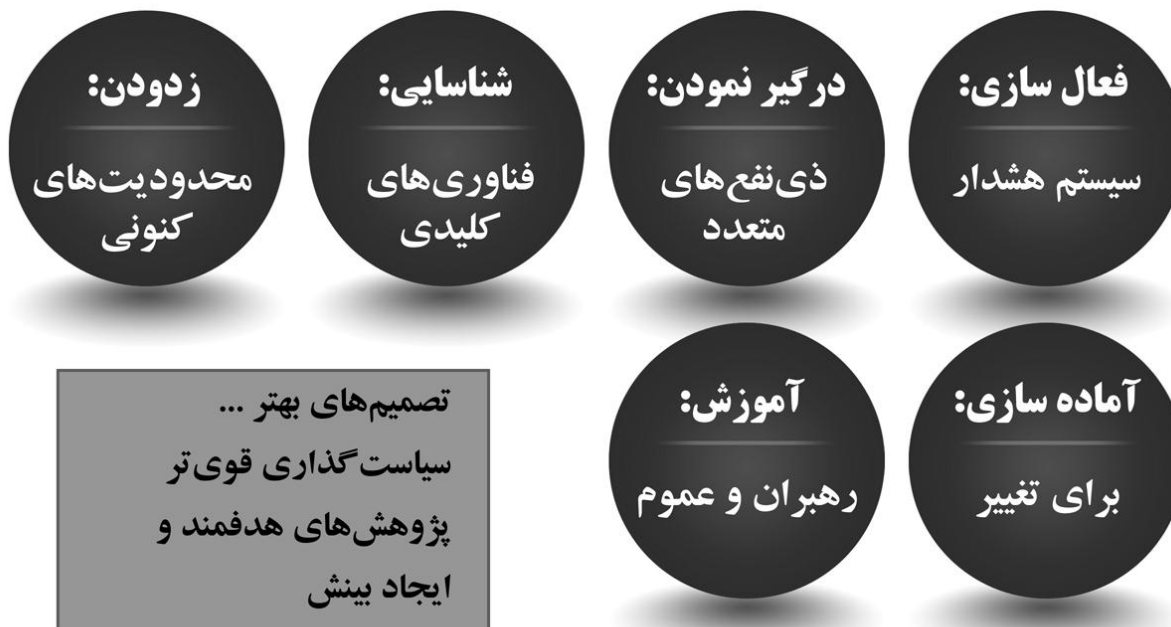 فعال سازی:
سیستم هشدار
درگیر نمودن:
ذی‌نفع‌های
متعدد
شناسایی:
فناوری‌های
کلیدی
زدودن:
محدودیت‌های
کنونی
آماده سازی:
برای تغییر
آموزش:
رهبران و عموم
تصمیم‌های بهتر ...
سیاست‌گذاری قوی‌تر
پژوهش‌های هدفمند و
ایجاد بینش